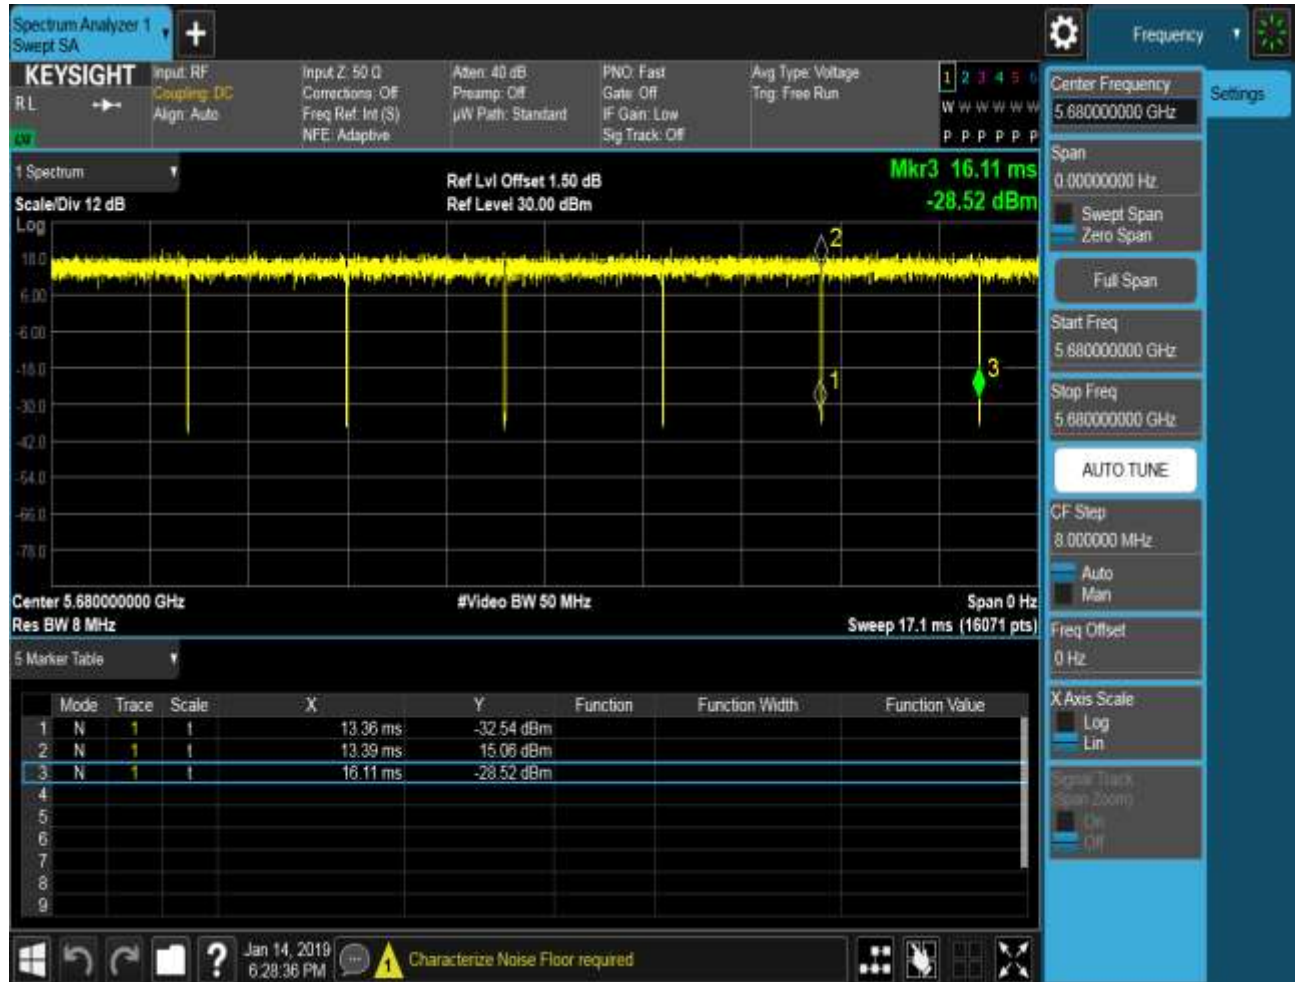 Spectrum Analyzer 1
Swept SA
Frequency
KEYSIGHT
RL
Input: RF
Coupling: DC
Align: Auto
Input Z: 50 Ω
Corrections: Off
Freq Ref: Int (S)
NFE: Adaptive
Atten: 40 dB
Preamp: Off
µW Path: Standard
PNO: Fast
Gate: Off
IF Gain: Low
Sig Track: Off
Avg Type: Voltage
Trig: Free Run
1 2 3 4 5 6
W W W W W W
P P P P P P
Center Frequency
5.680000000 GHz
Settings
Span
0.00000000 Hz
Swept Span
Zero Span
Full Span
Start Freq
5.680000000 GHz
Stop Freq
5.680000000 GHz
AUTO TUNE
CF Step
8.000000 MHz
Auto
Man
Freq Offset
0 Hz
X Axis Scale
Log
Lin
Signal Track
(Span Zoom)
On
Off
1 Spectrum
Scale/Div 12 dB
Ref Lvl Offset 1.50 dB
Ref Level 30.00 dBm
Mkr3 16.11 ms
-28.52 dBm
Log
18.0
6.00
-6.00
-18.0
-30.0
-42.0
-54.0
-66.0
-78.0
2
1
3
Center 5.680000000 GHz
#Video BW 50 MHz
Span 0 Hz
Res BW 8 MHz
Sweep 17.1 ms (16071 pts)
5 Marker Table
Mode Trace Scale X Y Function Function Width Function Value
1 N 1 t 13.36 ms -32.54 dBm
2 N 1 t 13.39 ms 15.06 dBm
3 N 1 t 16.11 ms -28.52 dBm
4
5
6
7
8
9
Jan 14, 2019
6:28:36 PM
1
Characterize Noise Floor required